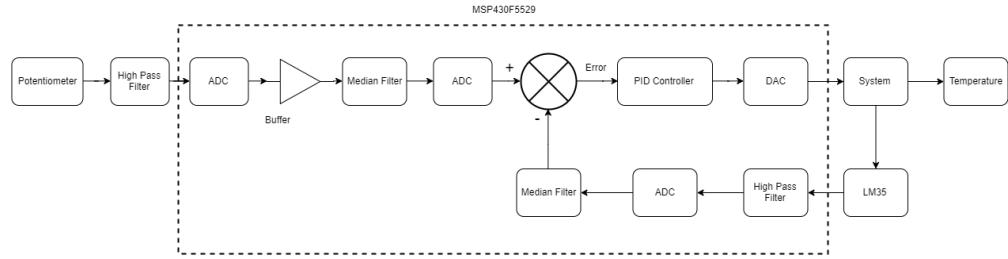 MSP430F5529
Potentiometer
High Pass
Filter
ADC
Buffer
Median Filter
ADC
+
-
Error
PID Controller
DAC
System
Temperature
Median Filter
ADC
High Pass
Filter
LM35